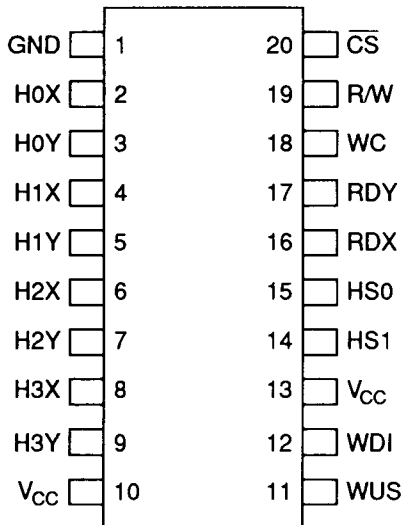 GND 1 20 C̅S̅
H0X 2 19 R/W
H0Y 3 18 WC
H1X 4 17 RDY
H1Y 5 16 RDX
H2X 6 15 HS0
H2Y 7 14 HS1
H3X 8 13 VCC
H3Y 9 12 WDI
VCC 10 11 WUS